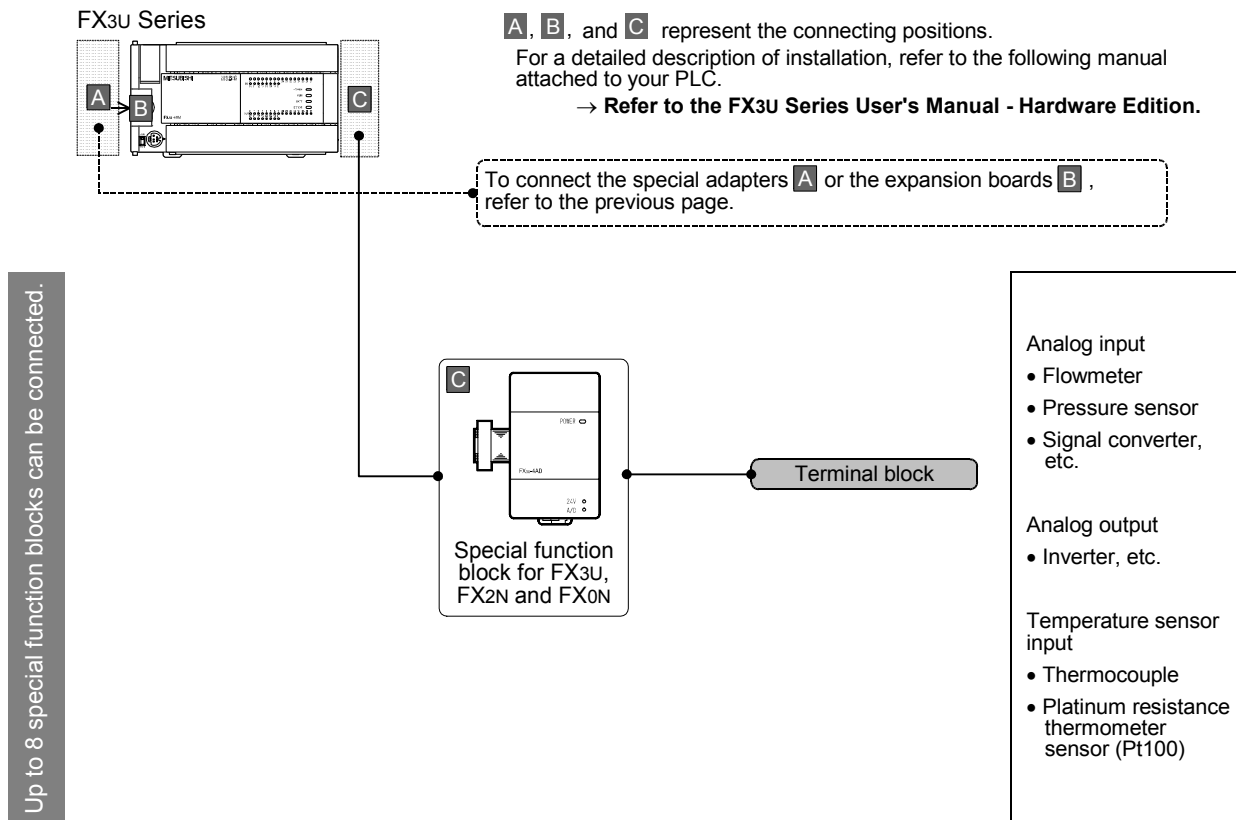 FX3U Series
A, B, and C represent the connecting positions.
For a detailed description of installation, refer to the following manual
attached to your PLC.
→ Refer to the FX3U Series User's Manual - Hardware Edition.
A
B
C
MITSUBISHI
To connect the special adapters A or the expansion boards B ,
refer to the previous page.
Up to 8 special function blocks can be connected.
C
POWER
FX3U-4AD
24V
A/D
Special function
block for FX3U,
FX2N and FX0N
Terminal block
Analog input
• Flowmeter
• Pressure sensor
• Signal converter,
etc.
Analog output
• Inverter, etc.
Temperature sensor
input
• Thermocouple
• Platinum resistance
thermometer
sensor (Pt100)